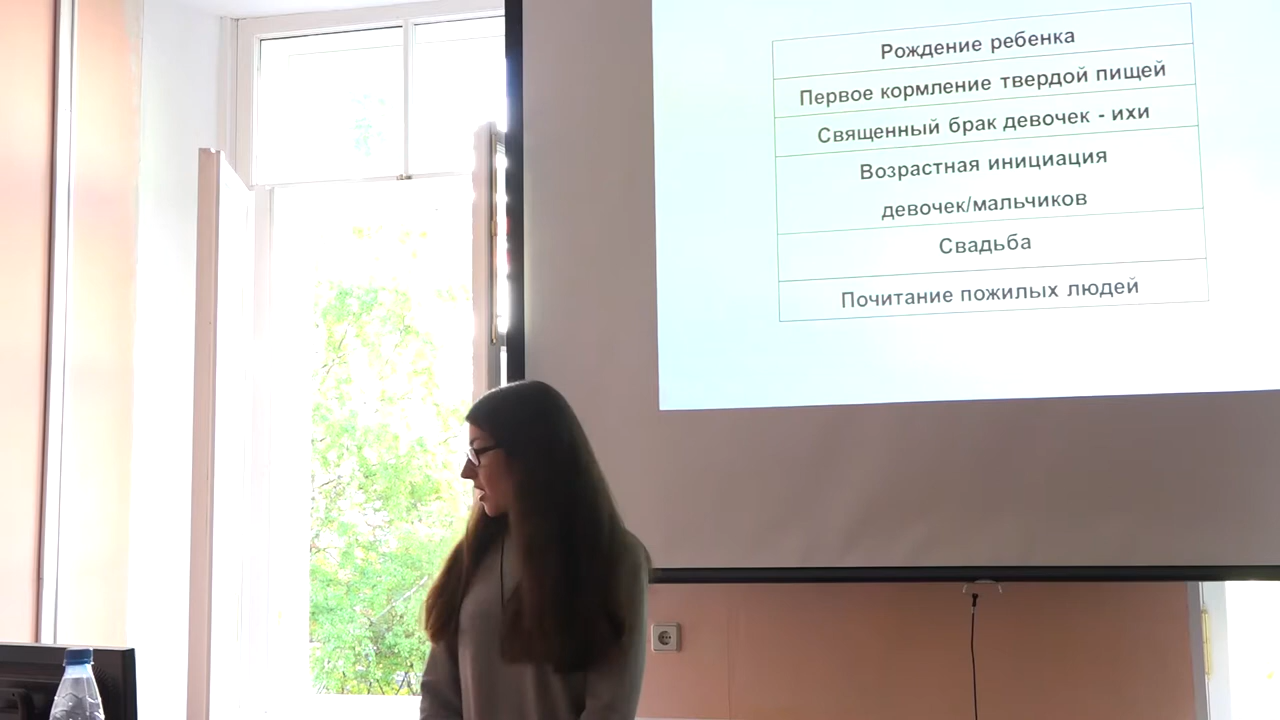 Рождение ребенка
Первое кормление твердой пищей
Священный брак девочек - ихи
Возрастная инициация
девочек/мальчиков
Свадьба
Почитание пожилых людей